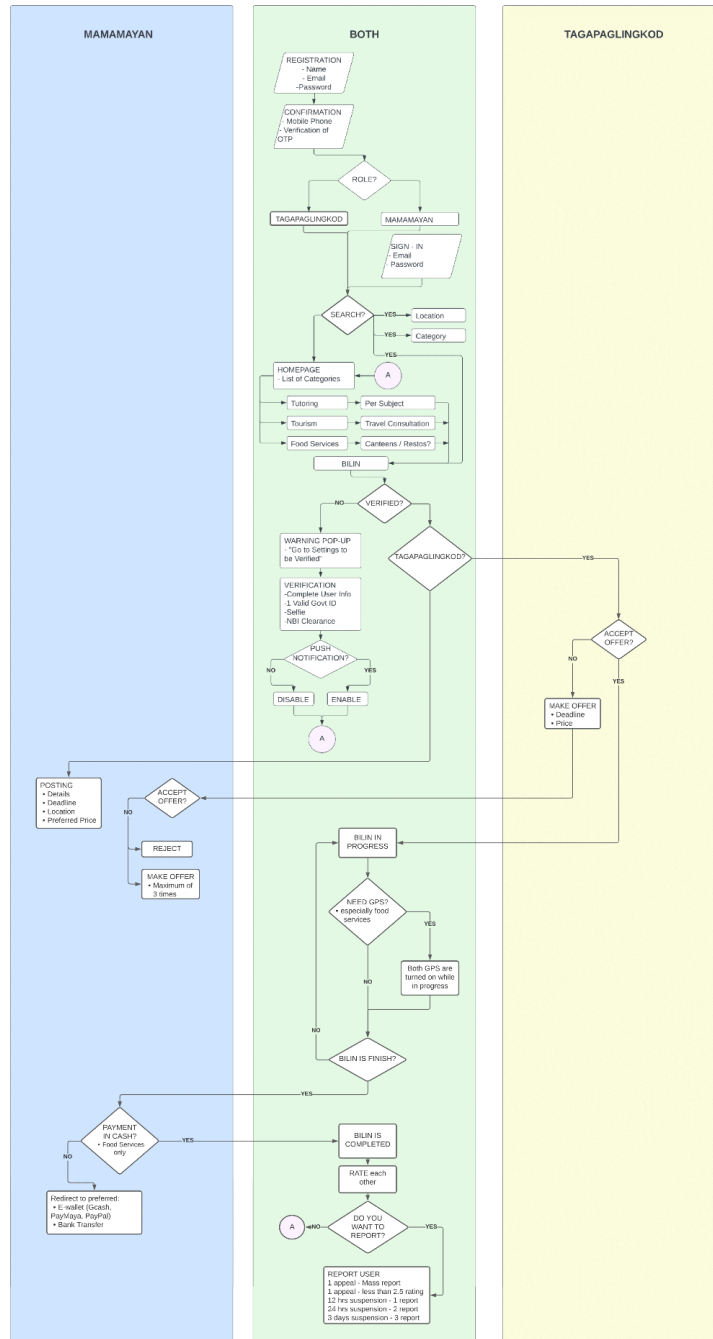 MAMAMAYAN
BOTH
TAGAPAGLINGKOD
REGISTRATION
- Name
- Email
-Password
CONFIRMATION
- Mobile Phone
- Verification of
OTP
ROLE?
TAGAPAGLINGKOD
MAMAMAYAN
SIGN - IN
- Email
- Password
SEARCH?
YES
Location
YES
Category
YES
HOMEPAGE
- List of Categories
A
Tutoring
Per Subject
Tourism
Travel Consultation
Food Services
Canteens / Restos?
BILIN
VERIFIED?
NO
WARNING POP-UP
- "Go to Settings to
be Verified"
TAGAPAGLINGKOD?
YES
VERIFICATION
-Complete User Info
-1 Valid Govt ID
-Selfie
-NBI Clearance
PUSH
NOTIFICATION?
NO
YES
DISABLE
ENABLE
A
ACCEPT
OFFER?
NO
YES
MAKE OFFER
• Deadline
• Price
POSTING
• Details
• Deadline
• Location
• Preferred Price
ACCEPT
OFFER?
NO
REJECT
MAKE OFFER
• Maximum of
3 times
BILIN IN
PROGRESS
NEED GPS?
• especially food
services
YES
Both GPS are
turned on while
in progress
NO
NO
BILIN IS FINISH?
YES
PAYMENT
IN CASH?
• Food Services
only
YES
NO
Redirect to preferred:
• E-wallet (Gcash,
PayMaya, PayPal)
• Bank Transfer
BILIN IS
COMPLETED
RATE each
other
DO YOU
WANT TO
REPORT?
NO
A
YES
REPORT USER
1 appeal - Mass report
1 appeal - less than 2.5 rating
12 hrs suspension - 1 report
24 hrs suspension - 2 report
3 days suspension - 3 report